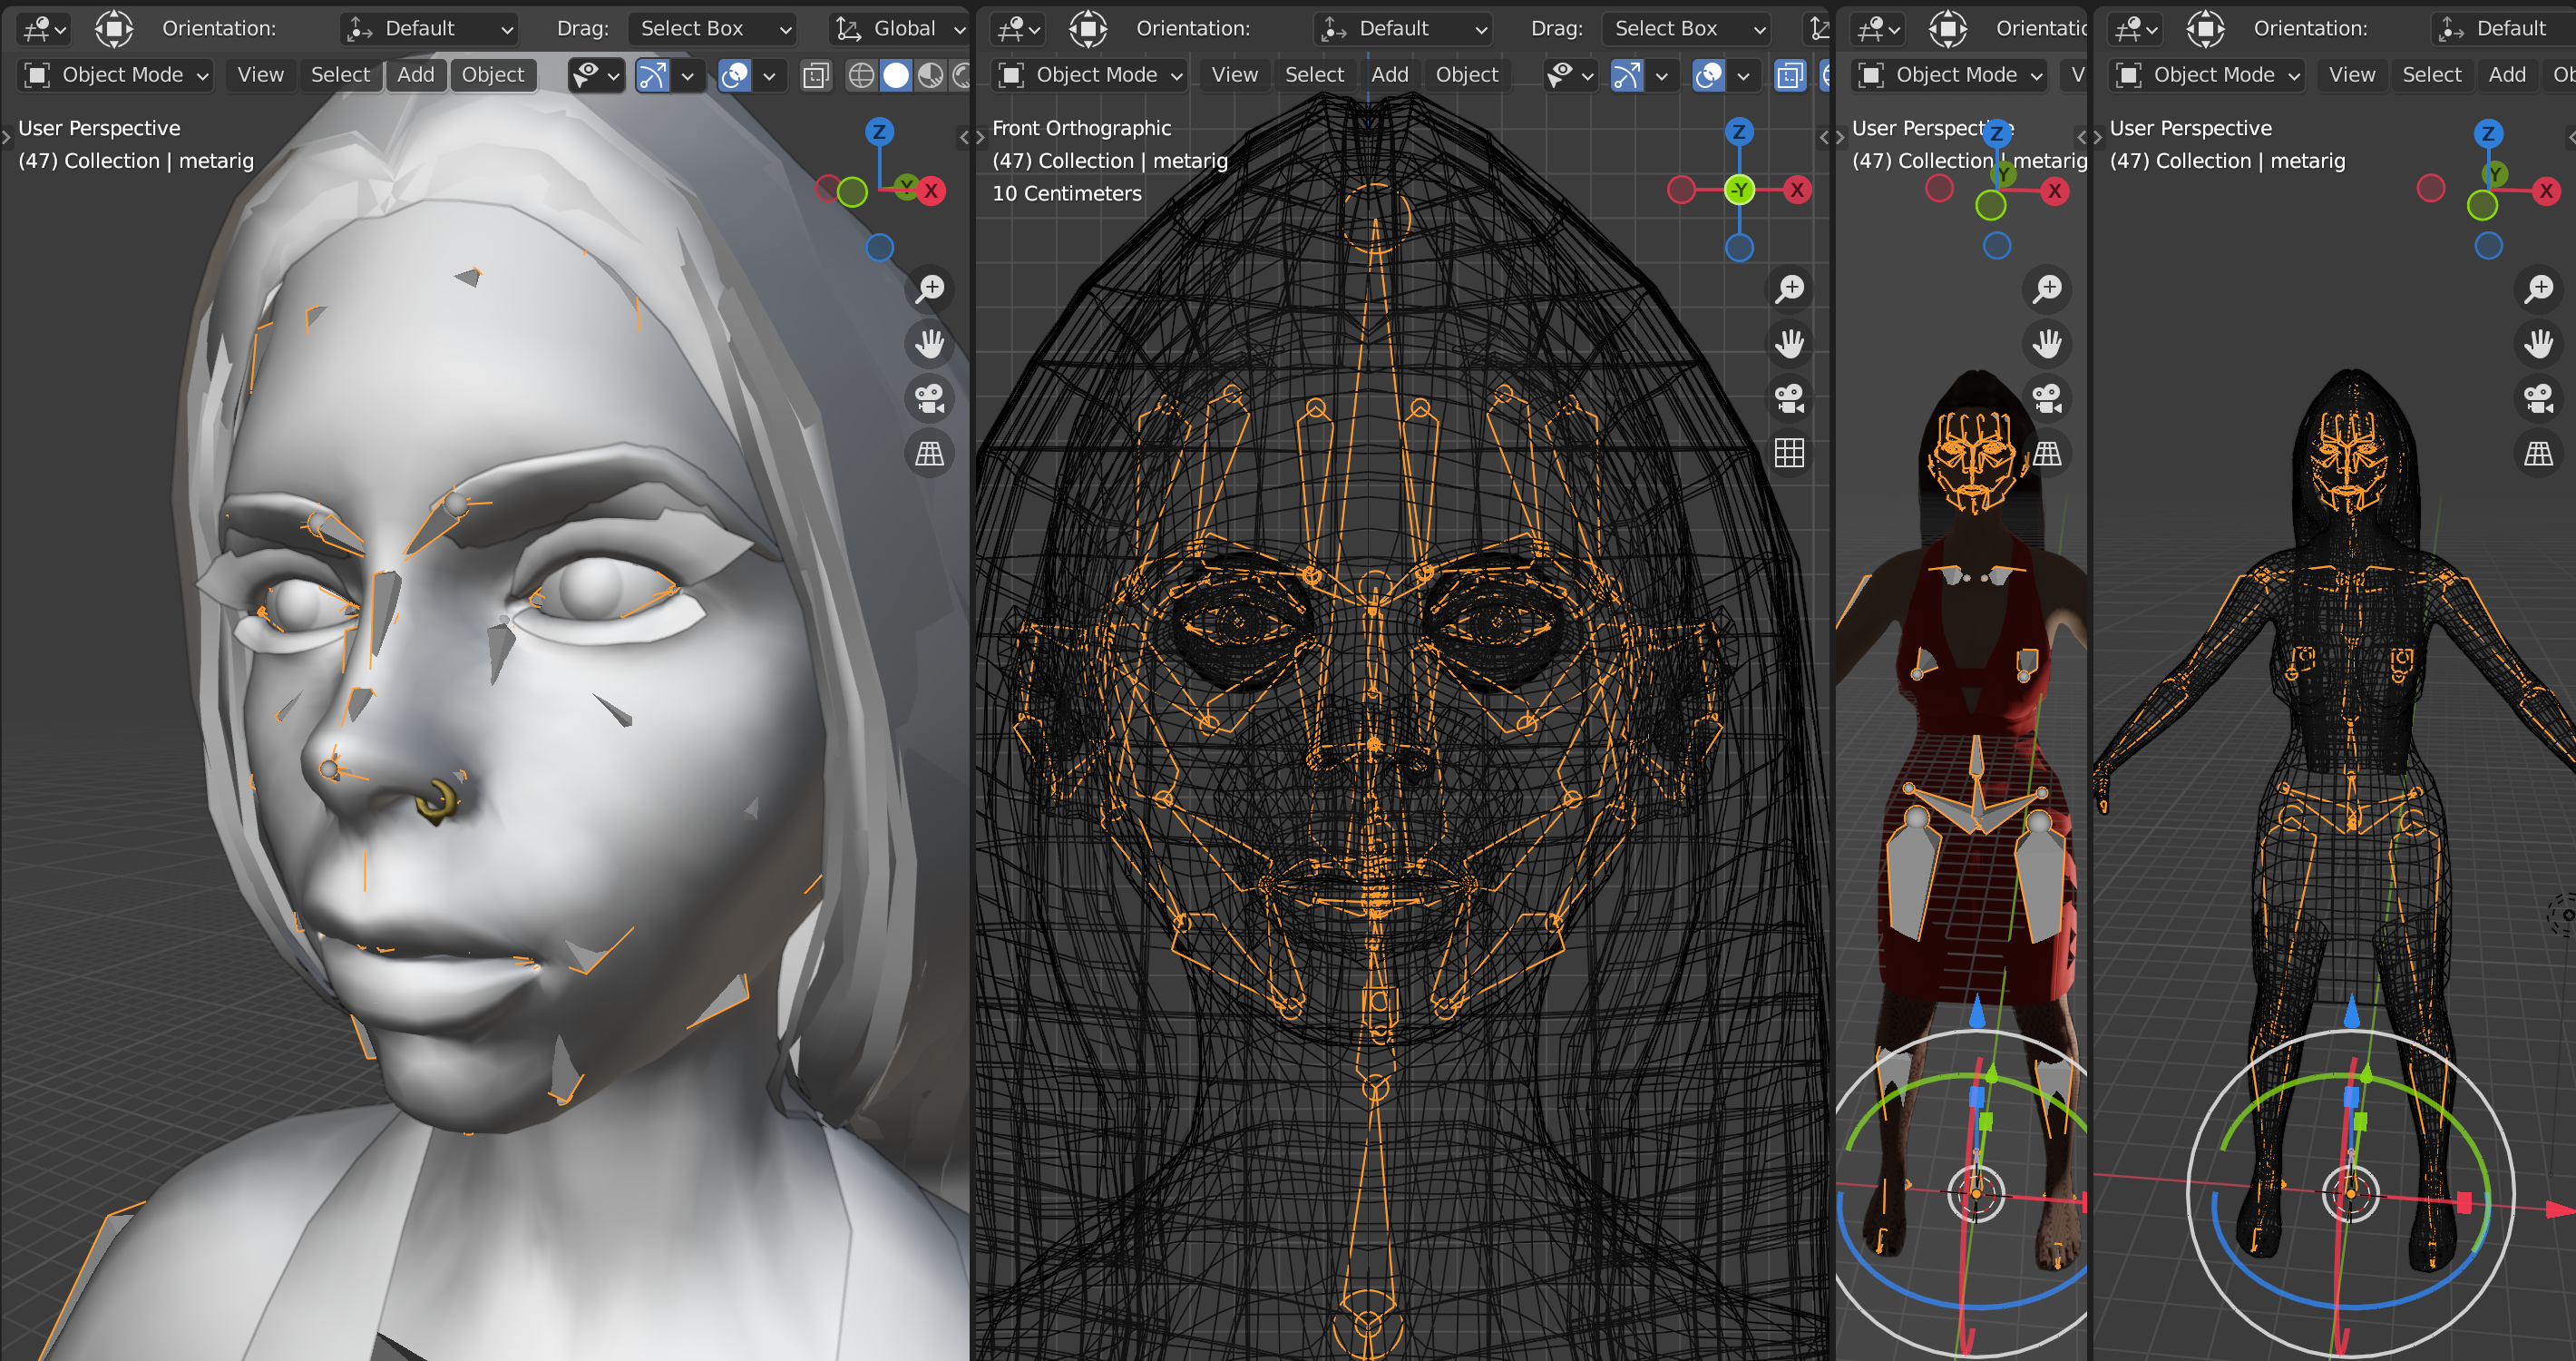 Orientation: Default Drag: Select Box Global
Object Mode View Select Add Object
User Perspective
(47) Collection | metarig
Z
Y X
Orientation: Default Drag: Select Box
Object Mode View Select Add Object
Front Orthographic
(47) Collection | metarig
10 Centimeters
Z
-Y X
Orientatic
Object Mode V
User Perspective
(47) Collection | metarig
Z
Y
X
Orientation: Default
Object Mode View Select Add Ob
User Perspective
(47) Collection | metarig
Z
Y
X